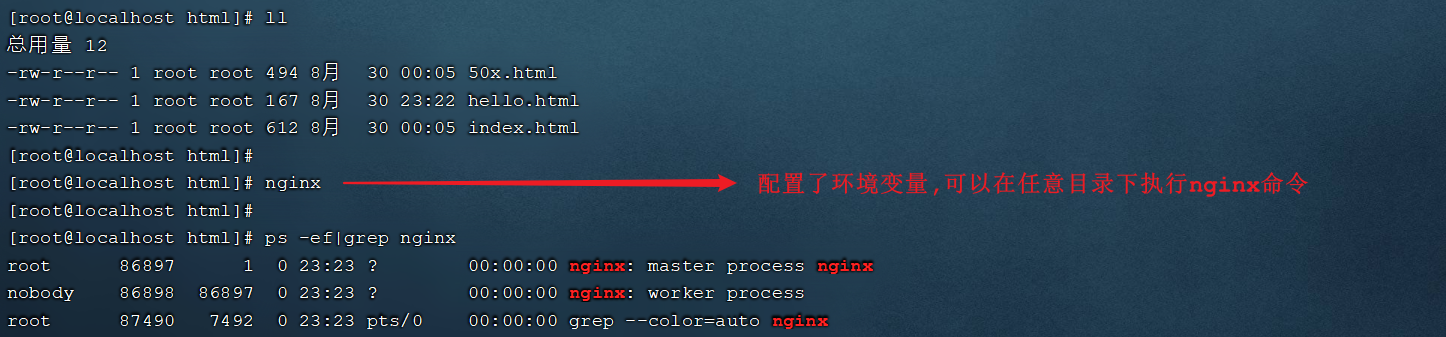 [root@localhost html]# ll
总用量 12
-rw-r--r-- 1 root root 494 8月  30 00:05 50x.html
-rw-r--r-- 1 root root 167 8月  30 23:22 hello.html
-rw-r--r-- 1 root root 612 8月  30 00:05 index.html
[root@localhost html]#
[root@localhost html]# nginx 配置了环境变量,可以在任意目录下执行nginx命令
[root@localhost html]#
[root@localhost html]# ps -ef|grep nginx
root      86897      1  0 23:23 ?        00:00:00 nginx: master process nginx
nobody    86898  86897  0 23:23 ?        00:00:00 nginx: worker process
root      87490   7492  0 23:23 pts/0    00:00:00 grep --color=auto nginx